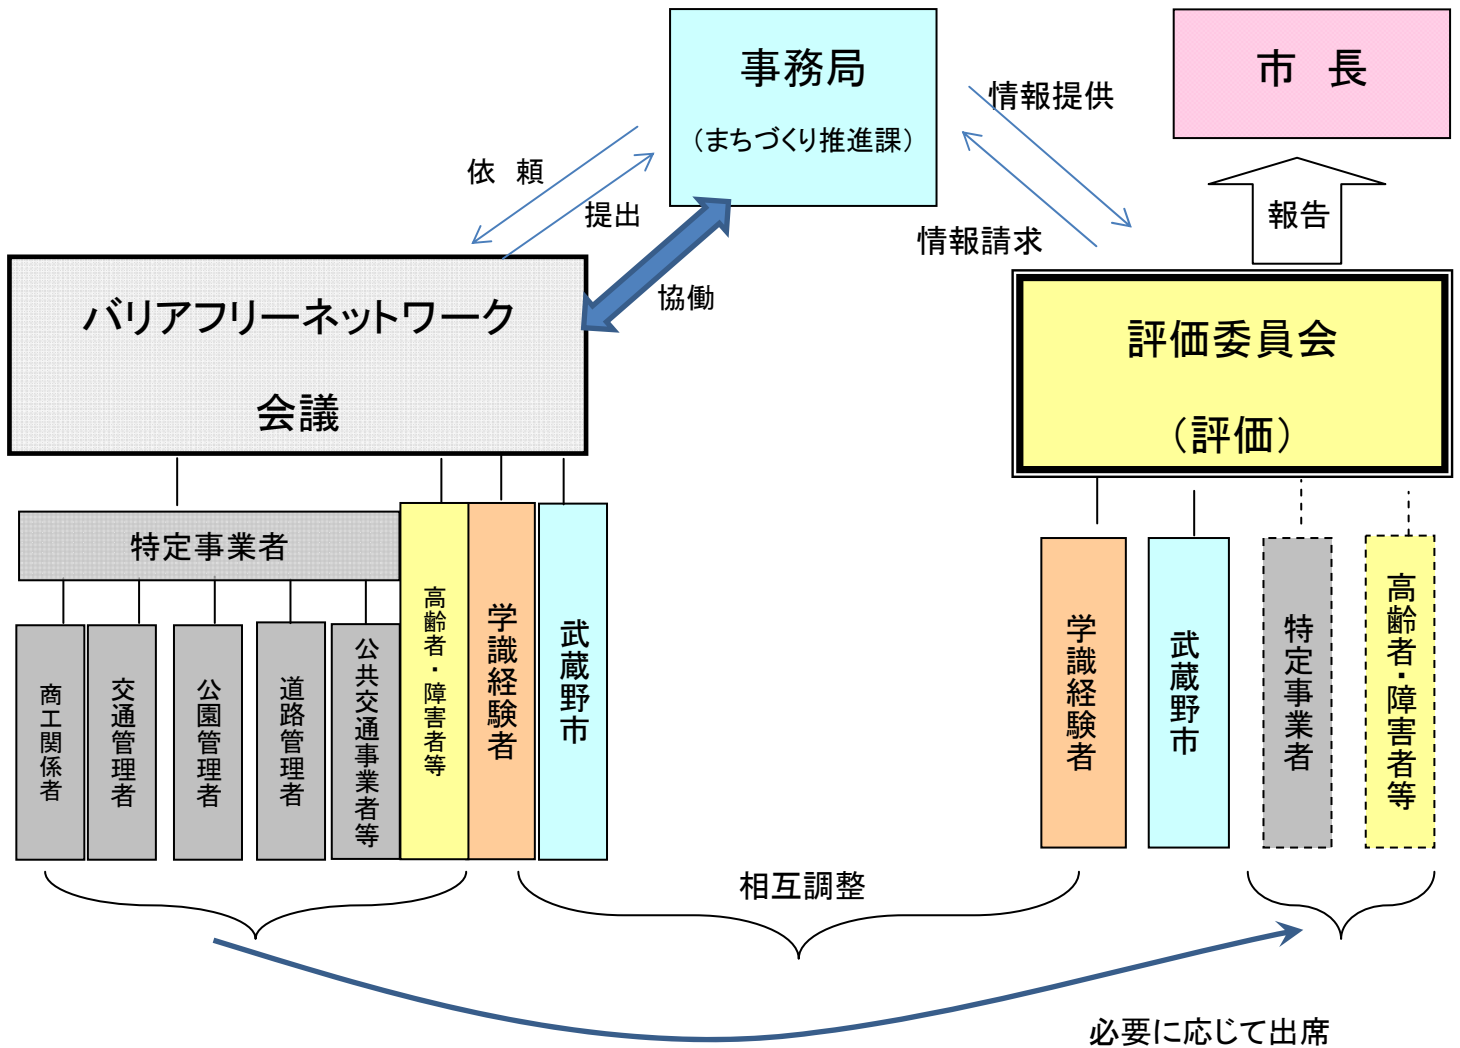 事務局
（まちづくり推進課）
市　長
情報提供
依　頼
提出
報告
情報請求
協働
バリアフリーネットワーク
会議
評価委員会
（評価）
特定事業者
商工関係者
交通管理者
公園管理者
道路管理者
公共交通事業者等
高齢者・障害者等
学識経験者
武蔵野市
学識経験者
武蔵野市
特定事業者
高齢者・障害者等
相互調整
必要に応じて出席